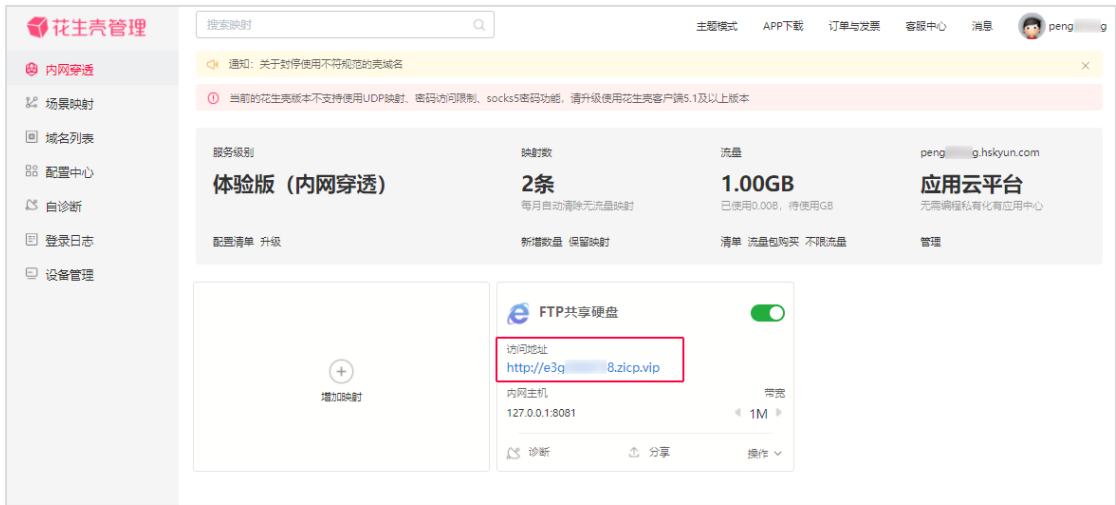 花生壳管理
搜索映射
主题模式 APP下载 订单与发票 客服中心 消息 peng g
内网穿透
场景映射
域名列表
配置中心
自诊断
登录日志
设备管理
通知：关于封停使用不符规范的壳域名
当前的花生壳版本不支持使用UDP映射、密码访问限制、socks5密码功能，请升级使用花生壳客户端5.1及以上版本
服务级别
体验版（内网穿透）
配置清单 升级
映射数
2条
每月自动清除无流量映射
新增数量 保留映射
流量
1.00GB
已使用0.008，待使用GB
清单 流量包购买 不限流量
peng g.hskyun.com
应用云平台
无需编程私有化有应用中心
管理
增加映射
FTP共享硬盘
访问地址
http://e3g 8.zicp.vip
内网主机 带宽
127.0.0.1:8081 1M
诊断 分享 操作